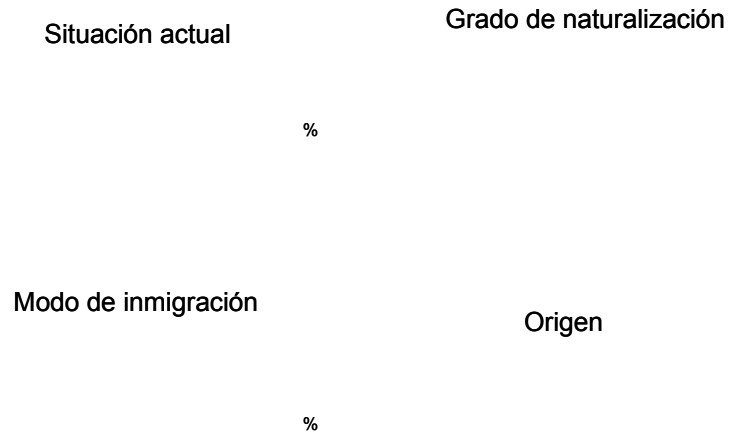 Situación actual
Grado de naturalización
%
Modo de inmigración
Origen
%